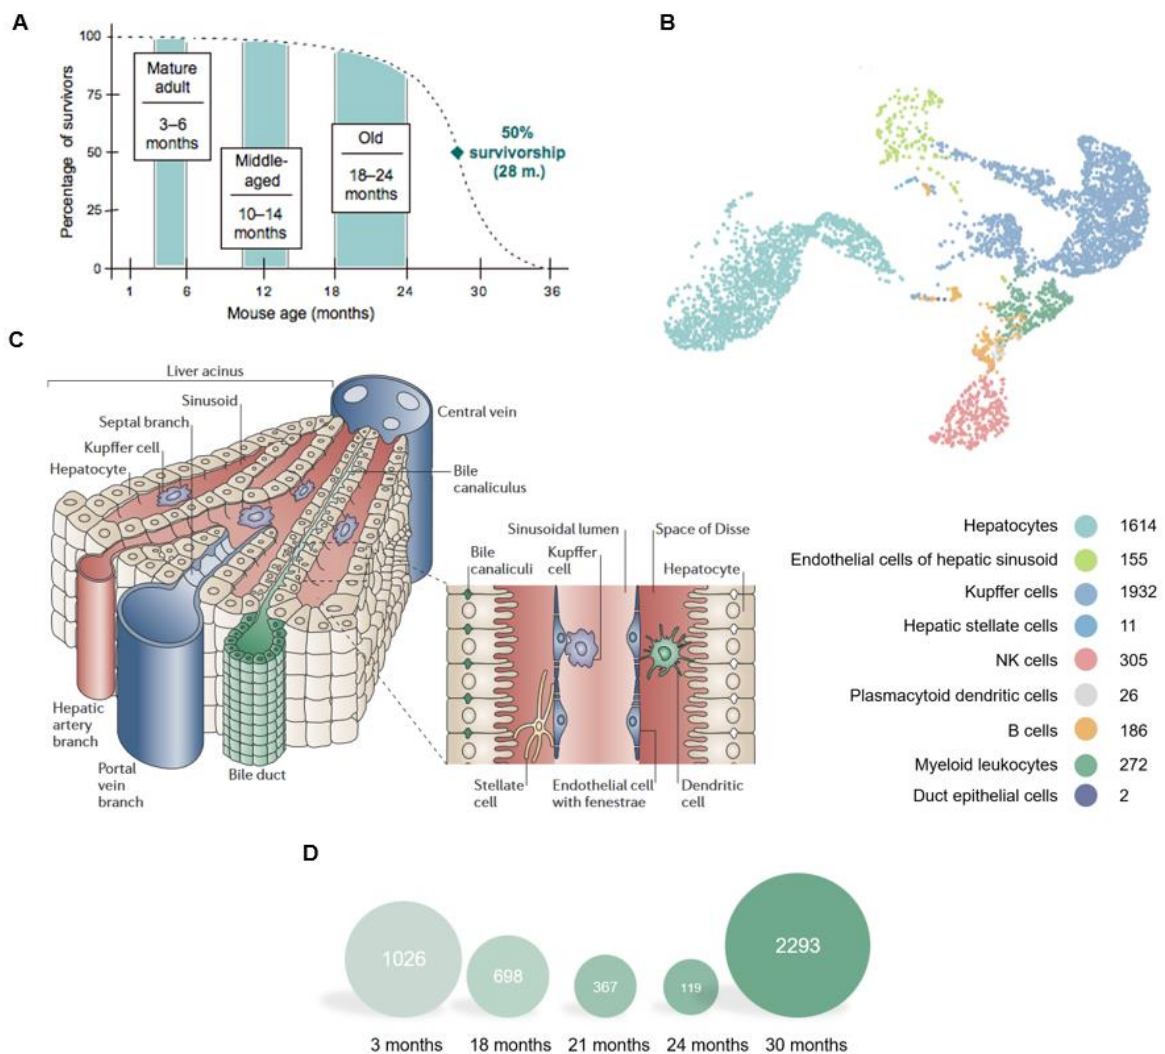 A
Percentage of survivors
100
75
50
25
0
Mature
adult
3–6
months
Middle-
aged
10–14
months
Old
18–24
months
50%
survivorship
(28 m.)
1
6
12
18
24
30
36
Mouse age (months)
B
Hepatocytes 1614
Endothelial cells of hepatic sinusoid 155
Kupffer cells 1932
Hepatic stellate cells 11
NK cells 305
Plasmacytoid dendritic cells 26
B cells 186
Myeloid leukocytes 272
Duct epithelial cells 2
C
Liver acinus
Sinusoid
Septal branch
Kupffer cell
Hepatocyte
Central vein
Bile
canaliculus
Hepatic
artery
branch
Portal
vein
branch
Bile duct
Sinusoidal lumen
Space of Disse
Bile
canaliculi
Kupffer
cell
Hepatocyte
Stellate
cell
Endothelial cell
with fenestrae
Dendritic
cell
D
1026
698
367
119
2293
3 months
18 months
21 months
24 months
30 months